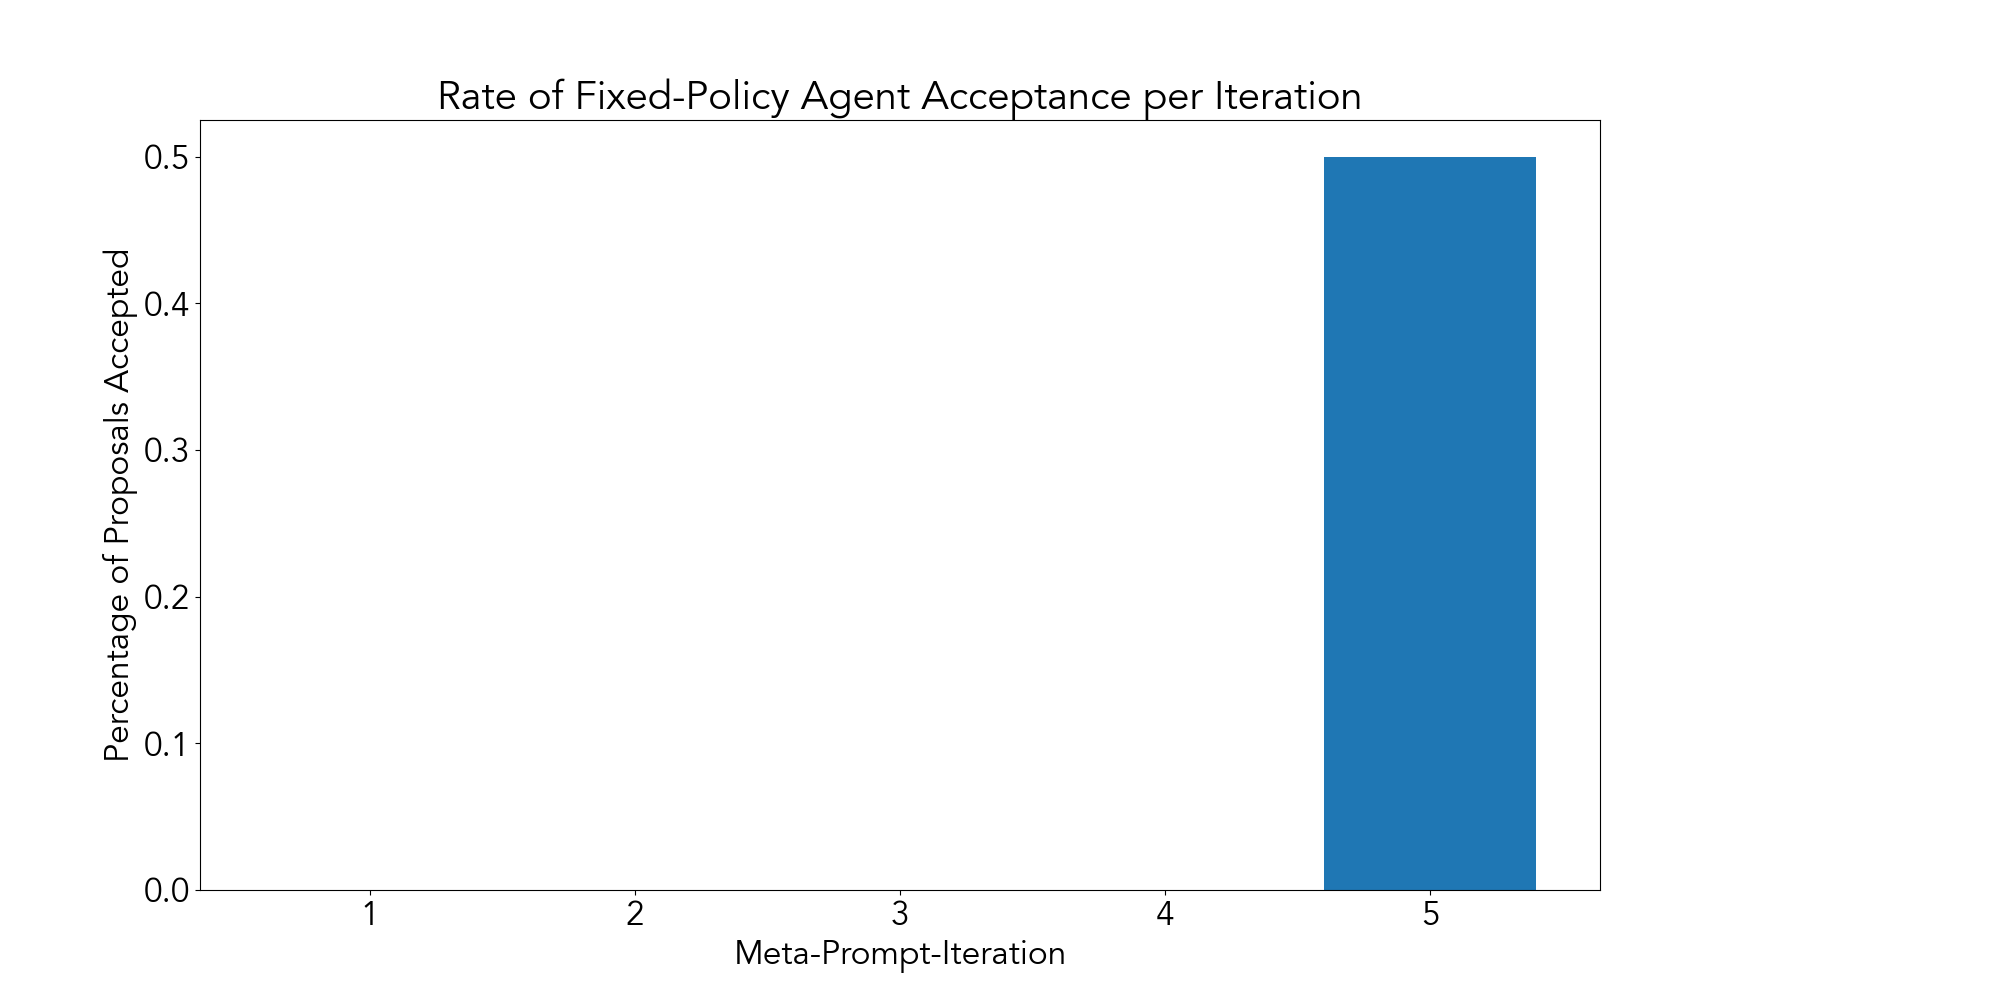 Rate of Fixed-Policy Agent Acceptance per Iteration
Percentage of Proposals Accepted
0.5
0.4
0.3
0.2
0.1
0.0
1 2 3 4 5
Meta-Prompt-Iteration